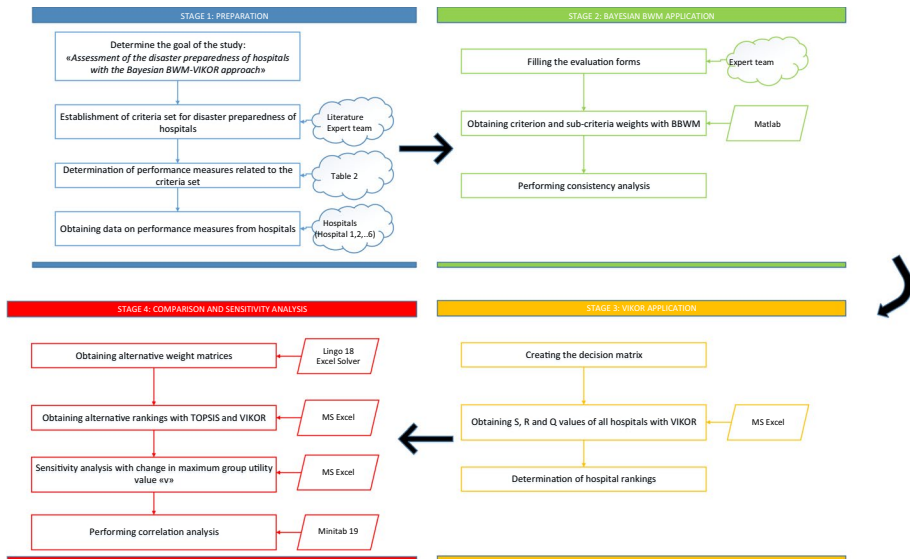 STAGE 1: PREPARATION
Determine the goal of the study:
«Assessment of the disaster preparedness of hospitals
with the Bayesian BWM-VIKOR approach»
Establishment of criteria set for disaster preparedness of
hospitals
Literature
Expert team
Determination of performance measures related to the
criteria set
Table 2
Obtaining data on performance measures from hospitals
Hospitals
(Hospital 1,2,..6)
STAGE 2: BAYESIAN BWM APPLICATION
Filling the evaluation forms
Expert team
Obtaining criterion and sub-criteria weights with BBWM
Matlab
Performing consistency analysis
STAGE 3: VIKOR APPLICATION
Creating the decision matrix
Obtaining S, R and Q values of all hospitals with VIKOR
MS Excel
Determination of hospital rankings
STAGE 4: COMPARISON AND SENSITIVITY ANALYSIS
Obtaining alternative weight matrices
Lingo 18
Excel Solver
Obtaining alternative rankings with TOPSIS and VIKOR
MS Excel
Sensitivity analysis with change in maximum group utility
value «v»
MS Excel
Performing correlation analysis
Minitab 19